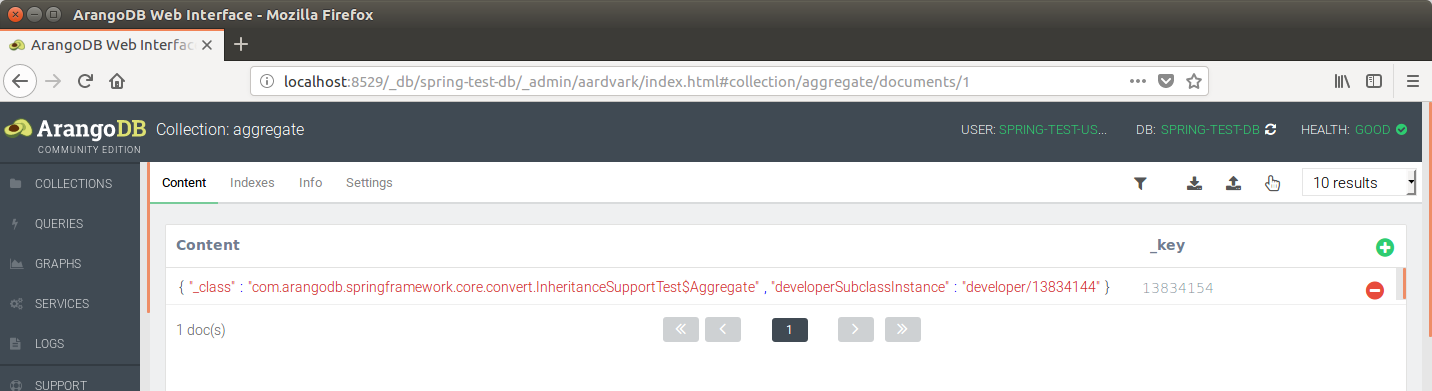 ArangoDB Web Interface - Mozilla Firefox
ArangoDB Web Interfac
localhost:8529/_db/spring-test-db/_admin/aardvark/index.html#collection/aggregate/documents/1
ArangoDB Collection: aggregate USER: SPRING-TEST-US... DB: SPRING-TEST-DB HEALTH: GOOD
COMMUNITY EDITION
COLLECTIONS
QUERIES
GRAPHS
SERVICES
LOGS
SUPPORT
Content Indexes Info Settings 10 results
Content _key
{ "_class" : "com.arangodb.springframework.core.convert.InheritanceSupportTest$Aggregate" , "developerSubclassInstance" : "developer/13834144" } 13834154
1 doc(s) 1